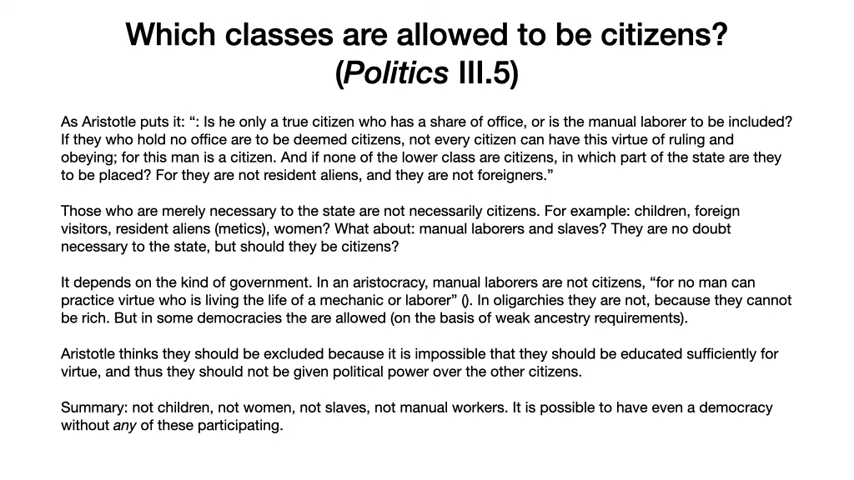 Which classes are allowed to be citizens?
(Politics III.5)
As Aristotle puts it: “: Is he only a true citizen who has a share of office, or is the manual laborer to be included?
If they who hold no office are to be deemed citizens, not every citizen can have this virtue of ruling and
obeying; for this man is a citizen. And if none of the lower class are citizens, in which part of the state are they
to be placed? For they are not resident aliens, and they are not foreigners.”
Those who are merely necessary to the state are not necessarily citizens. For example: children, foreign
visitors, resident aliens (metics), women? What about: manual laborers and slaves? They are no doubt
necessary to the state, but should they be citizens?
It depends on the kind of government. In an aristocracy, manual laborers are not citizens, “for no man can
practice virtue who is living the life of a mechanic or laborer” (). In oligarchies they are not, because they cannot
be rich. But in some democracies the are allowed (on the basis of weak ancestry requirements).
Aristotle thinks they should be excluded because it is impossible that they should be educated sufficiently for
virtue, and thus they should not be given political power over the other citizens.
Summary: not children, not women, not slaves, not manual workers. It is possible to have even a democracy
without any of these participating.